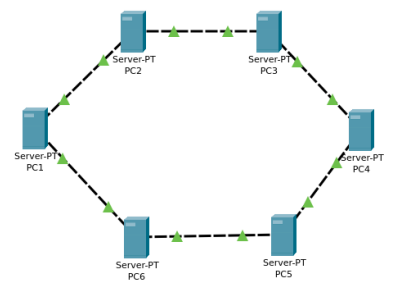 Server-PT
PC2
Server-PT
PC3
Server-PT
PC1
Server-PT
PC4
Server-PT
PC6
Server-PT
PC5